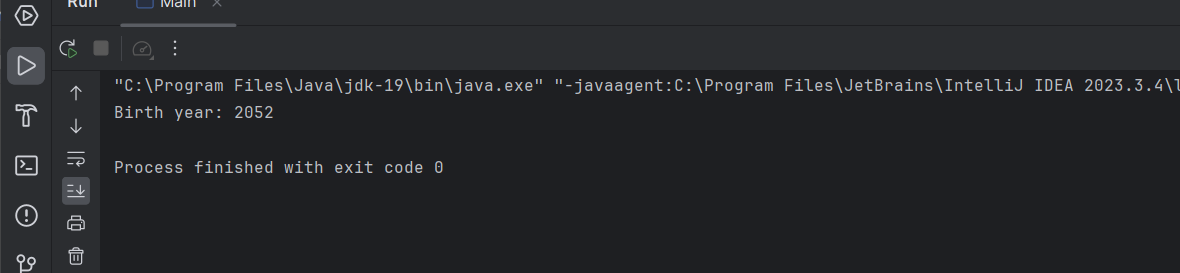 Run Main
"C:\Program Files\Java\jdk-19\bin\java.exe" "-javaagent:C:\Program Files\JetBrains\IntelliJ IDEA 2023.3.4\l
Birth year: 2052
Process finished with exit code 0